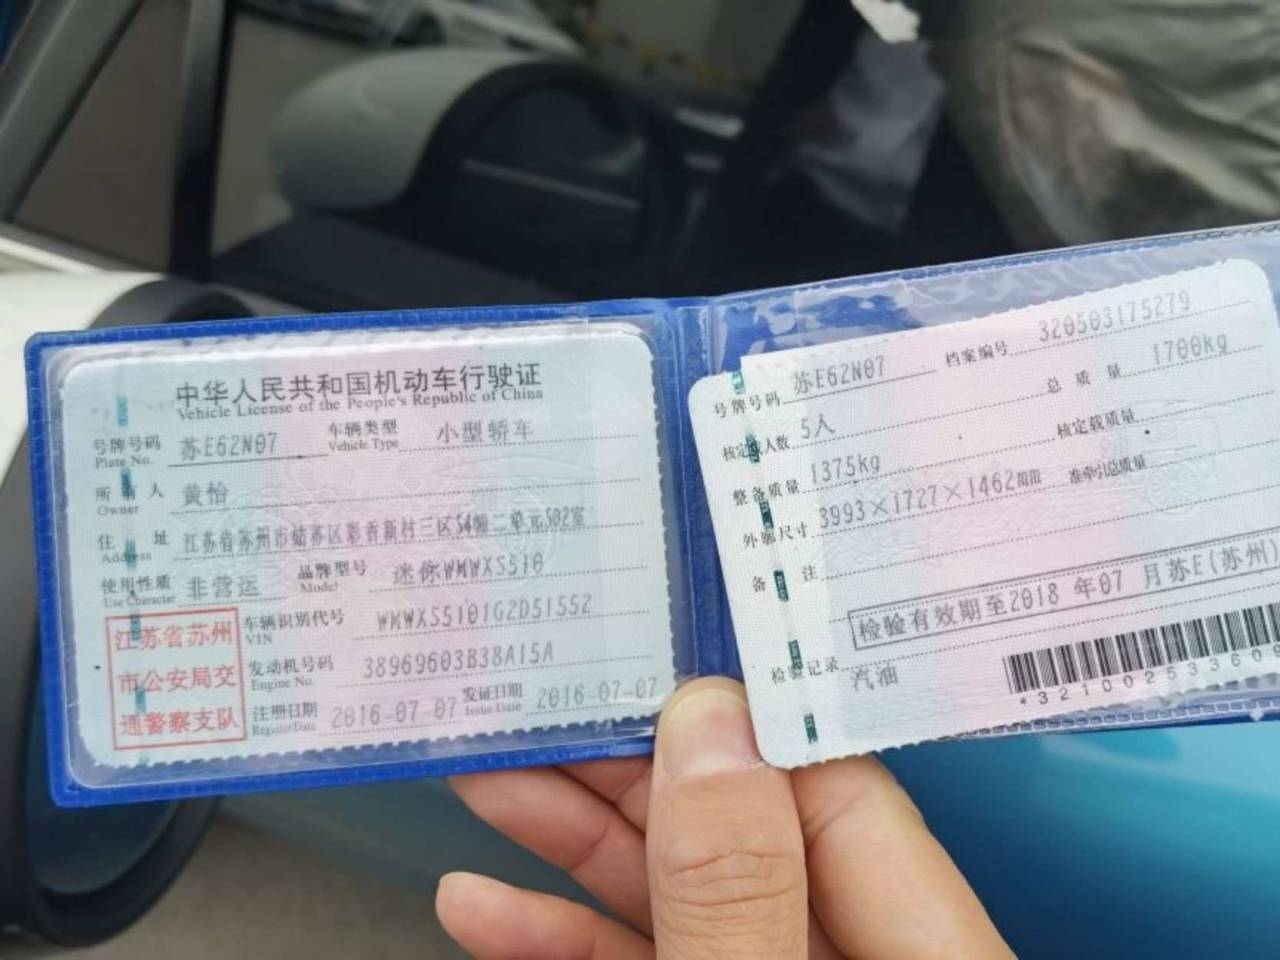 中华人民共和国机动车行驶证
Vehicle License of the People's Republic of China
号牌号码 苏E62N07 车辆类型 小型轿车
Plate No. Vehicle Type
所有人 黄怡
Owner
住址 江苏省苏州市姑苏区彩香新村三区54幢二单元502室
Address
使用性质 非营运 品牌型号 迷你WMWXS510
Use Character Model
江苏省苏州 车辆识别代号 WMWXS5101G2D51552
VIN
市公安局交 发动机号码 38969603B38A15A
Engine No.
通警察支队 注册日期 2016-07-07 发证日期 2016-07-07
Register Date Issue Date
号牌号码 苏E62N07 档案编号 320503175279
核定载人数 5人 总质量 1700kg
整备质量 1375kg 核定载质量
外廓尺寸 3993×1727×1462mm 准牵引总质量
备注
检验有效期至2018 年07 月苏E(苏州)
检验记录 汽油
*321002533609